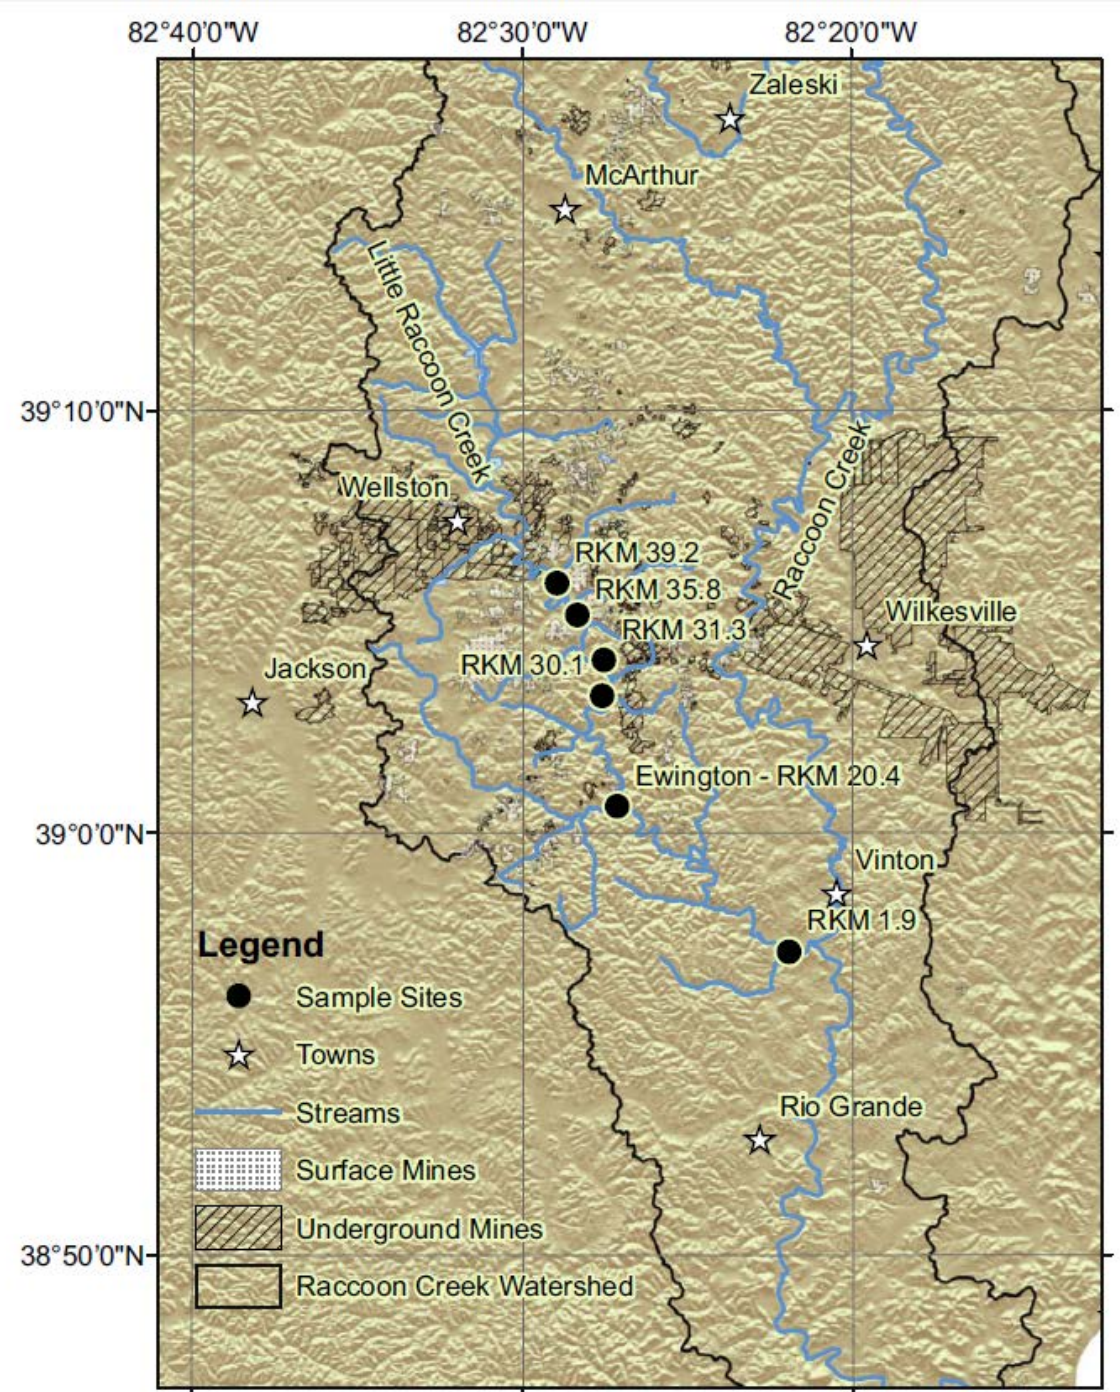 82°40'0"W 82°30'0"W 82°20'0"W
Zaleski
McArthur
Little Raccoon Creek
39°10'0"N
Raccoon Creek
Wellston
RKM 39.2
RKM 35.8
Wilkesville
RKM 31.3
Jackson
RKM 30.1
Ewington - RKM 20.4
39°0'0"N
Vinton
RKM 1.9
Legend
Sample Sites
Towns
Rio Grande
Streams
Surface Mines
Underground Mines
38°50'0"N
Raccoon Creek Watershed